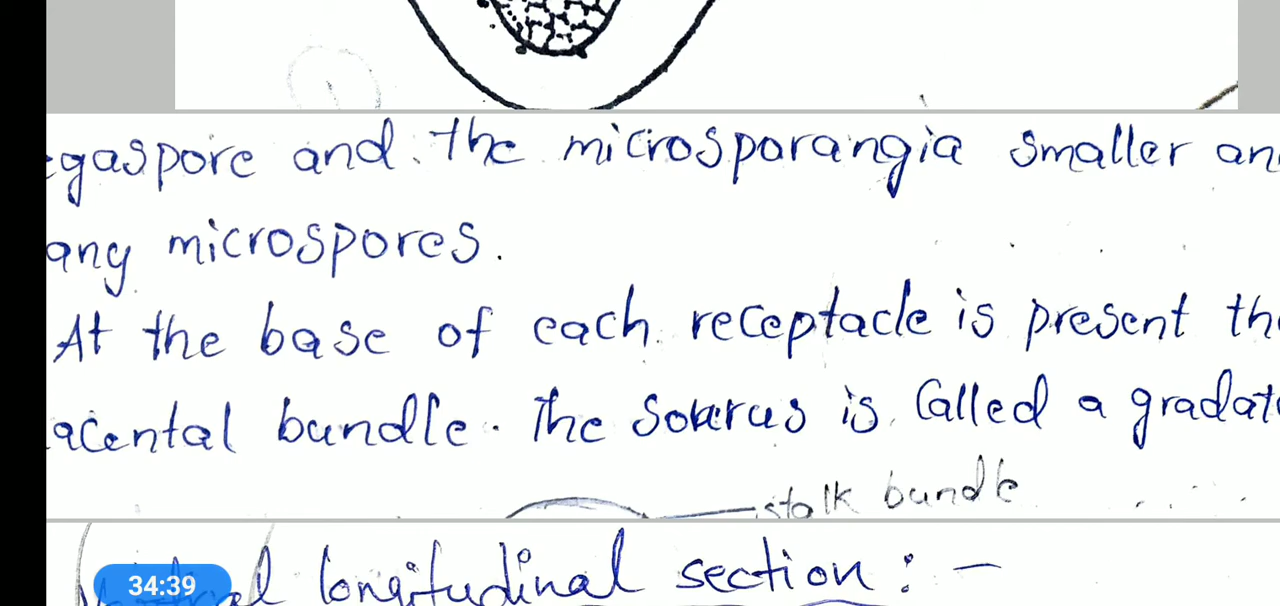 egaspore and the microsporangia smaller an
any microspores.
At the base of each receptacle is present th
acental bundle. The Sorus is Called a gradat
stalk bundle
longitudinal section : -
34:39